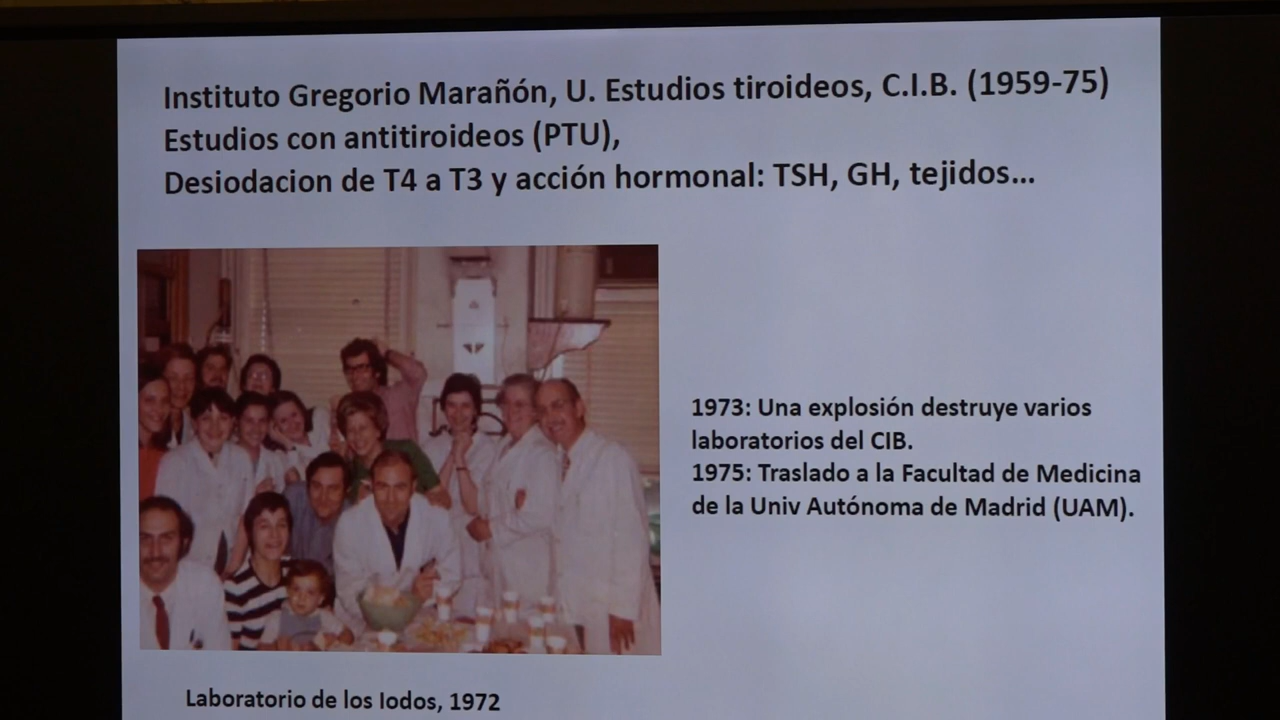 Instituto Gregorio Marañón, U. Estudios tiroideos, C.I.B. (1959-75)
Estudios con antitiroideos (PTU),
Desiodacion de T4 a T3 y acción hormonal: TSH, GH, tejidos...
1973: Una explosión destruye varios
laboratorios del CIB.
1975: Traslado a la Facultad de Medicina
de la Univ Autónoma de Madrid (UAM).
Laboratorio de los Iodos, 1972